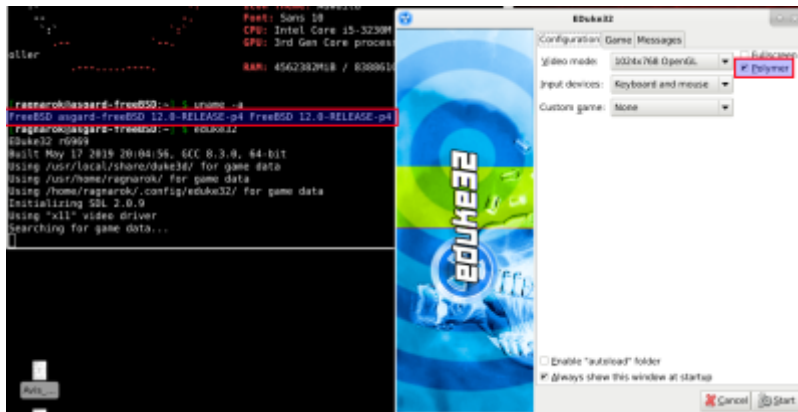 Font: Sans 10
CPU: Intel Core i5-3230M
GPU: 3rd Gen Core proces
oller
RAM: 4562382MiB / 8388610
[ragnarok@asgard-freeBSD:~] $ uname -a
FreeBSD asgard-freeBSD 12.0-RELEASE-p4 FreeBSD 12.0-RELEASE-p4
[ragnarok@asgard-freeBSD:~] $ eduke32
EDuke32 r6969
Built May 17 2019 20:04:56, GCC 8.3.0, 64-bit
Using /usr/local/share/duke3d/ for game data
Using /home/ragnarok/ for game data
Using /home/ragnarok/.config/eduke32/ for game data
Initializing SDL 2.0.9
Using "x11" video driver
Searching for game data...
EDuke32
Configuration Game Messages
Video mode: 1024x768 OpenGL
Fullscreen
Polymer
Input devices: Keyboard and mouse
Custom game: None
eduke32
Enable "autoload" folder
Always show this window at startup
Cancel Start